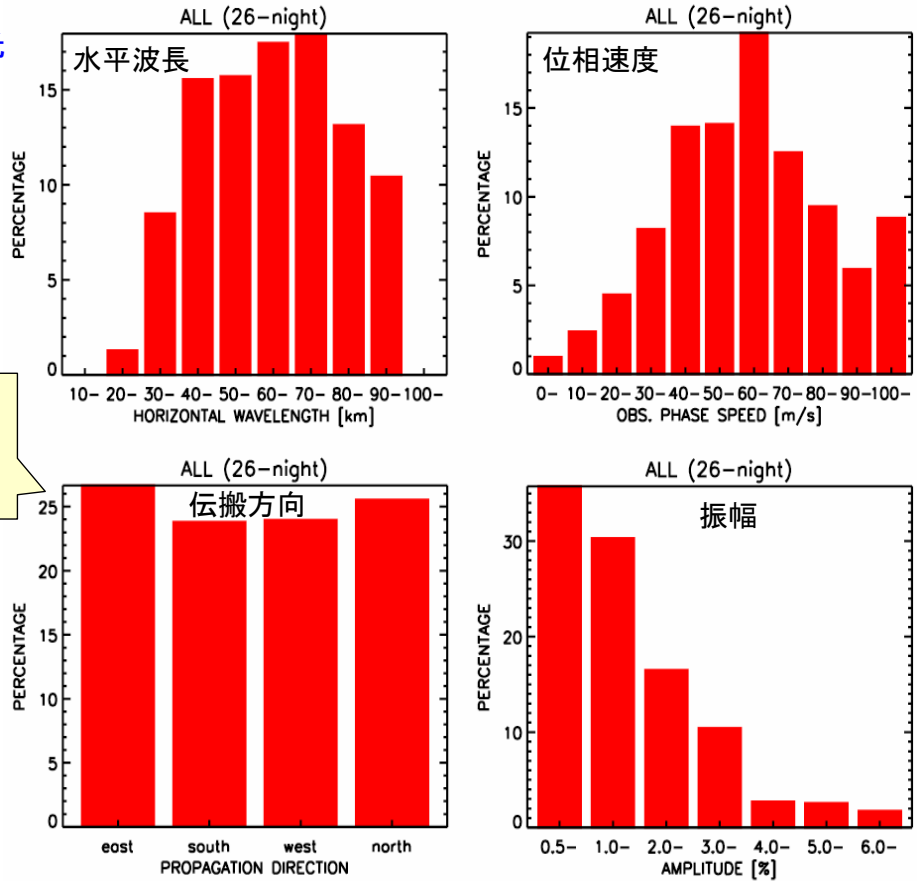 ALL (26-night)
水平波長
PERCENTAGE
15
10
5
0
10- 20- 30- 40- 50- 60- 70- 80- 90- 100-
HORIZONTAL WAVELENGTH [km]
ALL (26-night)
位相速度
PERCENTAGE
15
10
5
0
0- 10- 20- 30- 40- 50- 60- 70- 80- 90- 100-
OBS. PHASE SPEED [m/s]
ALL (26-night)
伝搬方向
PERCENTAGE
25
20
15
10
5
0
east south west north
PROPAGATION DIRECTION
ALL (26-night)
振幅
PERCENTAGE
30
20
10
0
0.5- 1.0- 2.0- 3.0- 4.0- 5.0- 6.0-
AMPLITUDE [%]